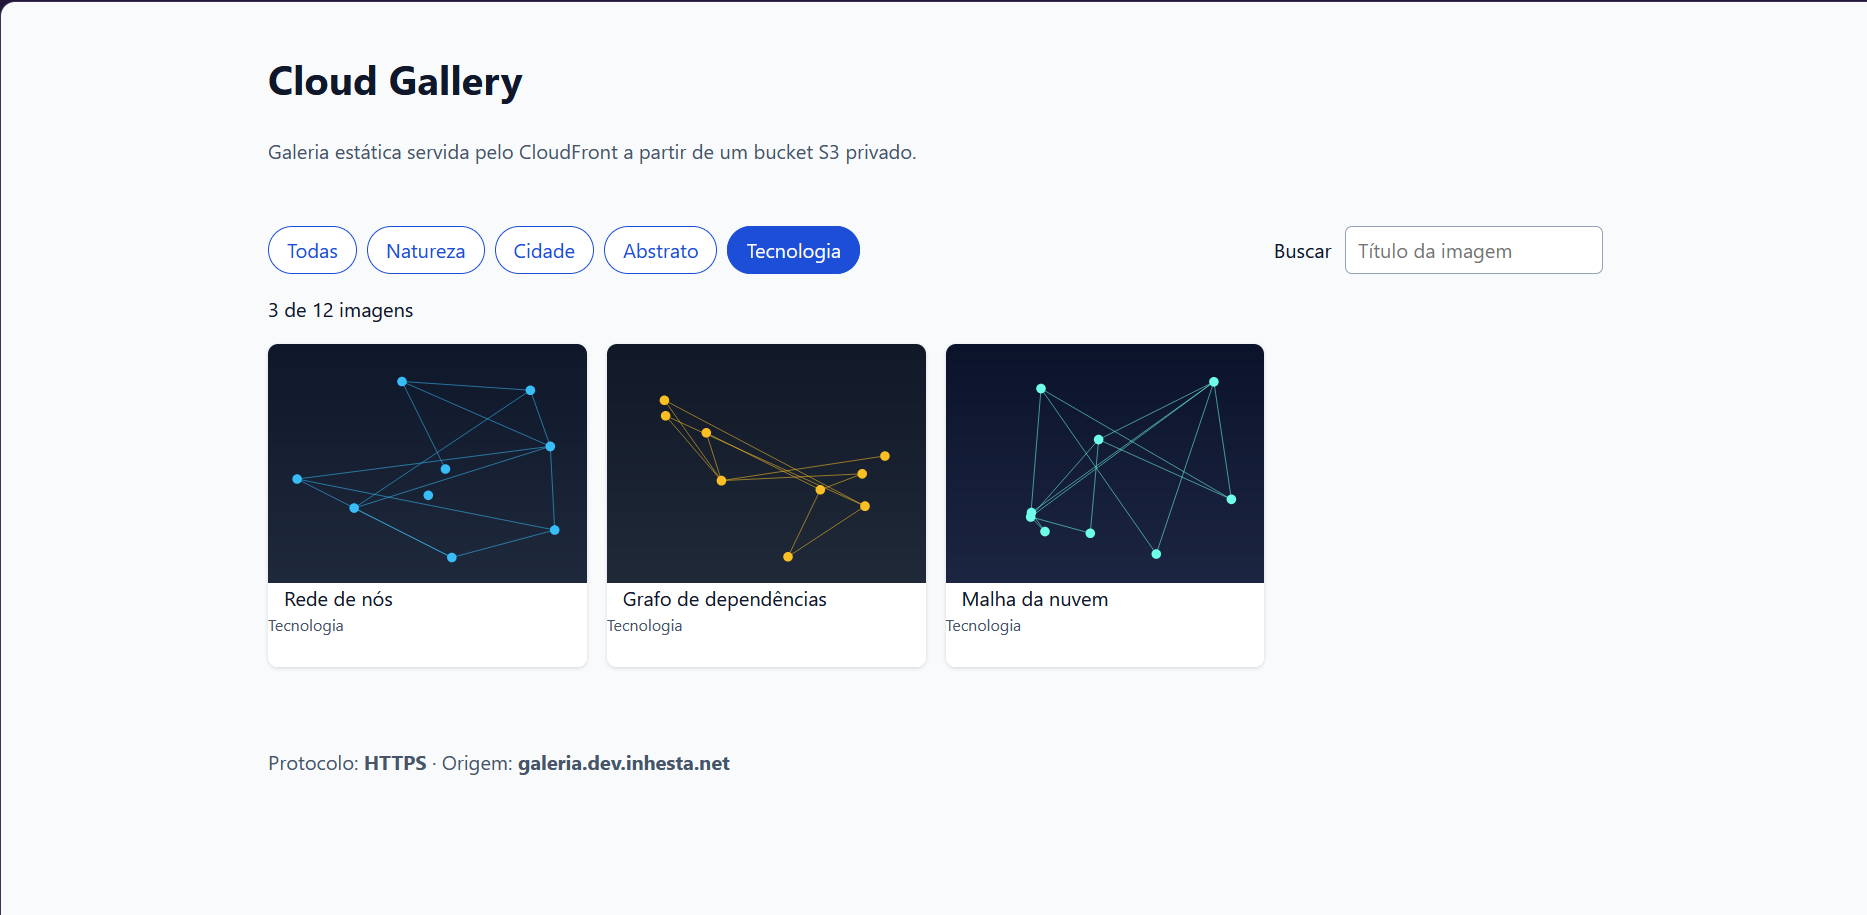 Cloud Gallery
Galeria estática servida pelo CloudFront a partir de um bucket S3 privado.
Todas Natureza Cidade Abstrato Tecnologia Buscar Título da imagem
3 de 12 imagens
Rede de nós
Tecnologia
Grafo de dependências
Tecnologia
Malha da nuvem
Tecnologia
Protocolo: HTTPS · Origem: galeria.dev.inhesta.net